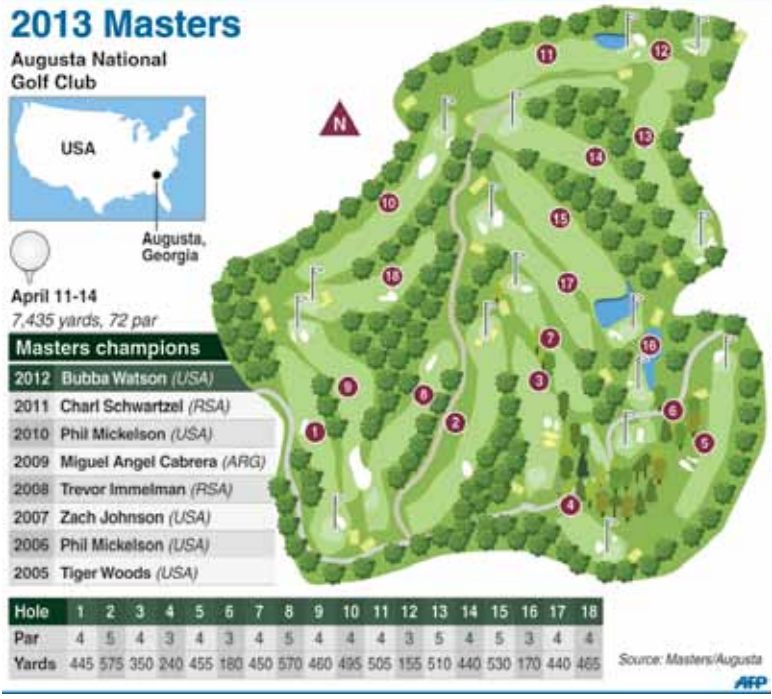 2013 Masters
Augusta National
Golf Club
USA
Augusta,
Georgia
April 11-14
7,435 yards, 72 par
Masters champions
2012 Bubba Watson (USA)
2011 Charl Schwartzel (RSA)
2010 Phil Mickelson (USA)
2009 Miguel Angel Cabrera (ARG)
2008 Trevor Immelman (RSA)
2007 Zach Johnson (USA)
2006 Phil Mickelson (USA)
2005 Tiger Woods (USA)
N
11
12
13
14
10
15
18
17
7
16
3
9
8
2
6
1
5
4
Hole 1 2 3 4 5 6 7 8 9 10 11 12 13 14 15 16 17 18
Par 4 5 4 3 4 3 4 5 4 4 4 3 5 4 5 3 4 4
Yards 445 575 350 240 455 180 450 570 460 495 505 155 510 440 530 170 440 465
Source: Masters/Augusta
AFP